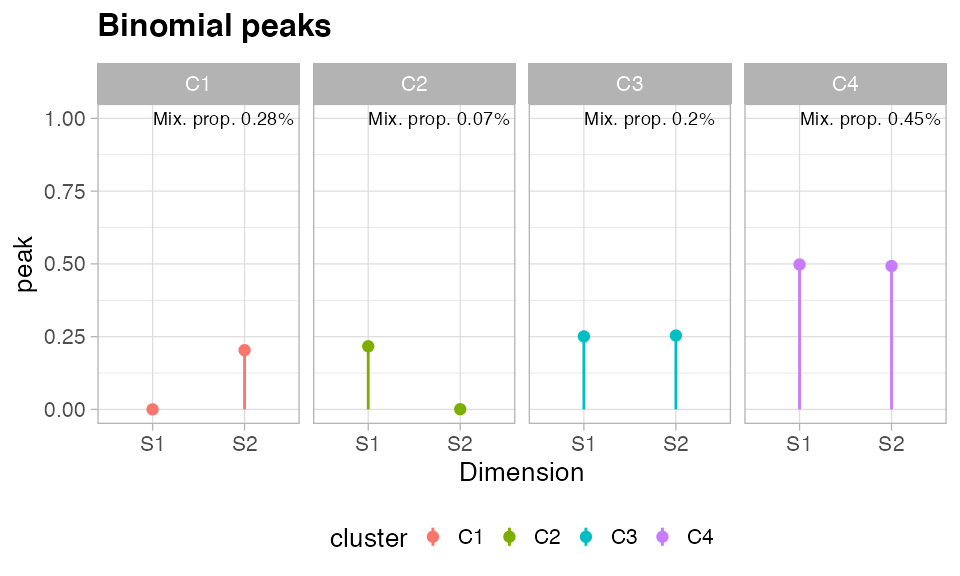 Binomial peaks
C1 C2 C3 C4
Mix. prop. 0.28% Mix. prop. 0.07% Mix. prop. 0.2% Mix. prop. 0.45%
1.00
0.75
0.50
0.25
0.00
peak
S1 S2 S1 S2 S1 S2 S1 S2
Dimension
cluster C1 C2 C3 C4